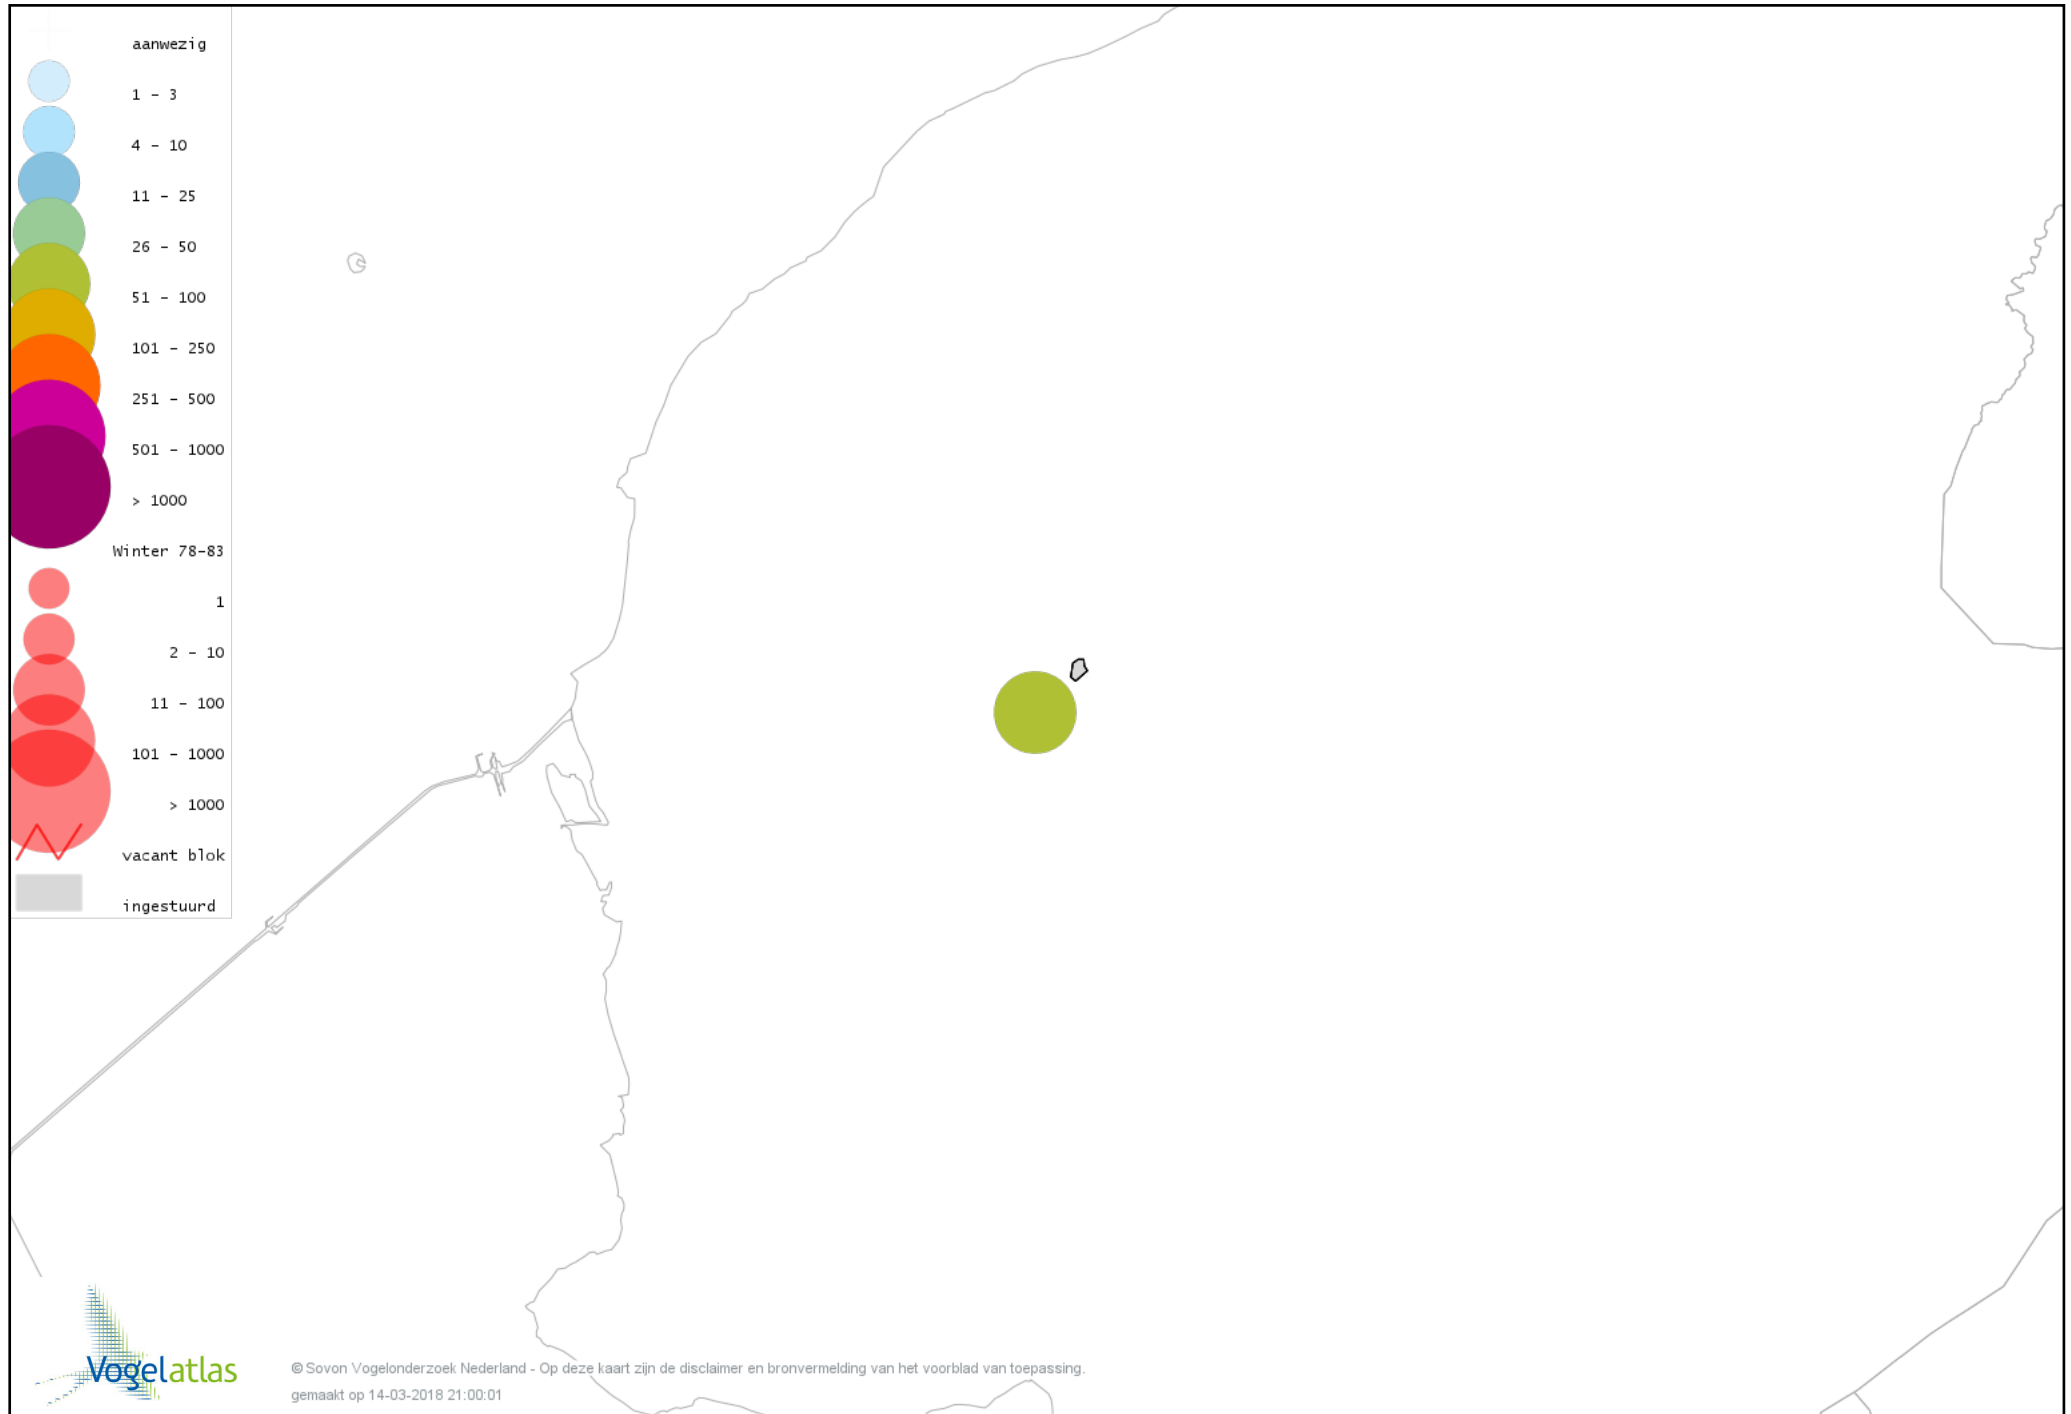 aanwezig
1 - 3
4 - 10
11 - 25
26 - 50
51 - 100
101 - 250
251 - 500
501 - 1000
> 1000
Winter 78-83
1
2 - 10
11 - 100
101 - 1000
> 1000
vacant blok
ingestuurd
Vogelatlas
© Sovon Vogelonderzoek Nederland - Op deze kaart zijn de disclaimer en bronvermelding van het voorblad van toepassing.
gemaakt op 14-03-2018 21:00:01